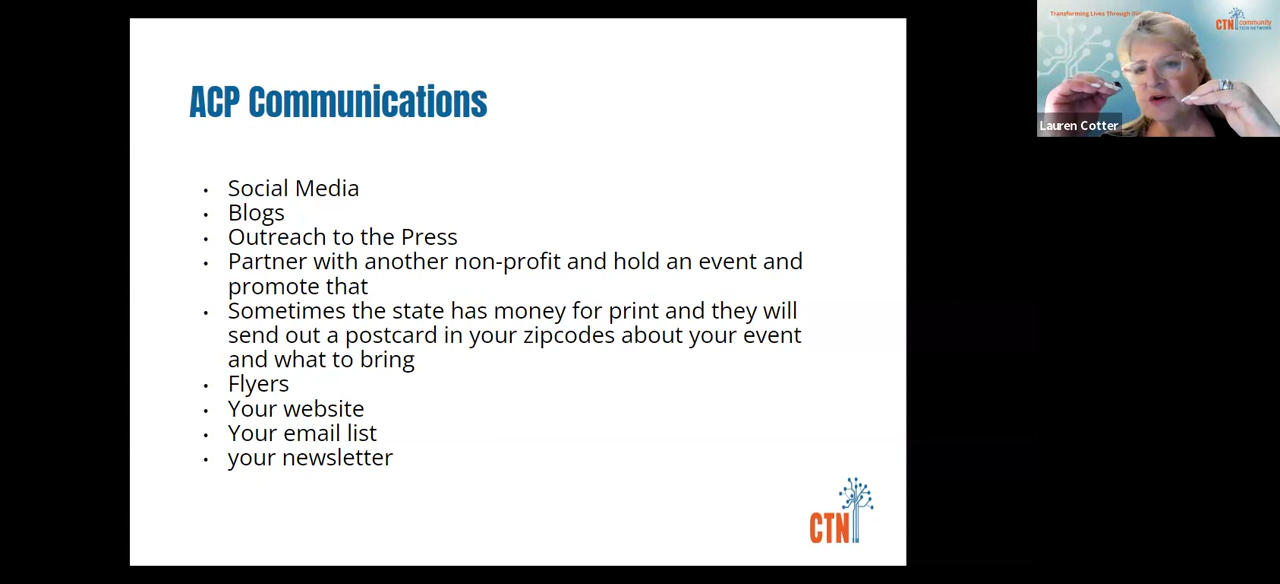 ACP Communications
• Social Media
• Blogs
• Outreach to the Press
• Partner with another non-profit and hold an event and
promote that
• Sometimes the state has money for print and they will
send out a postcard in your zipcodes about your event
and what to bring
• Flyers
• Your website
• Your email list
• your newsletter
CTN
Transforming Lives Through
CTN community
TECH NETWORK
Lauren Cotter